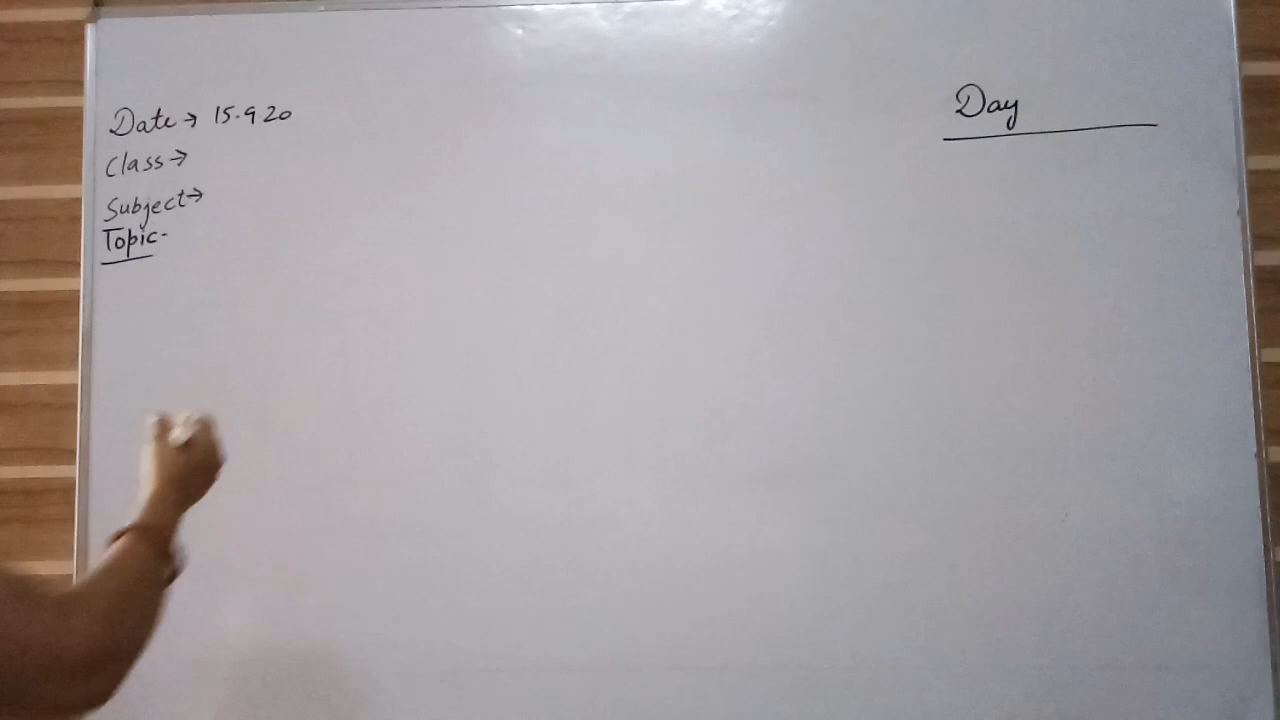 Date → 15.9 20
Day
Class →
Subject →
Topic-